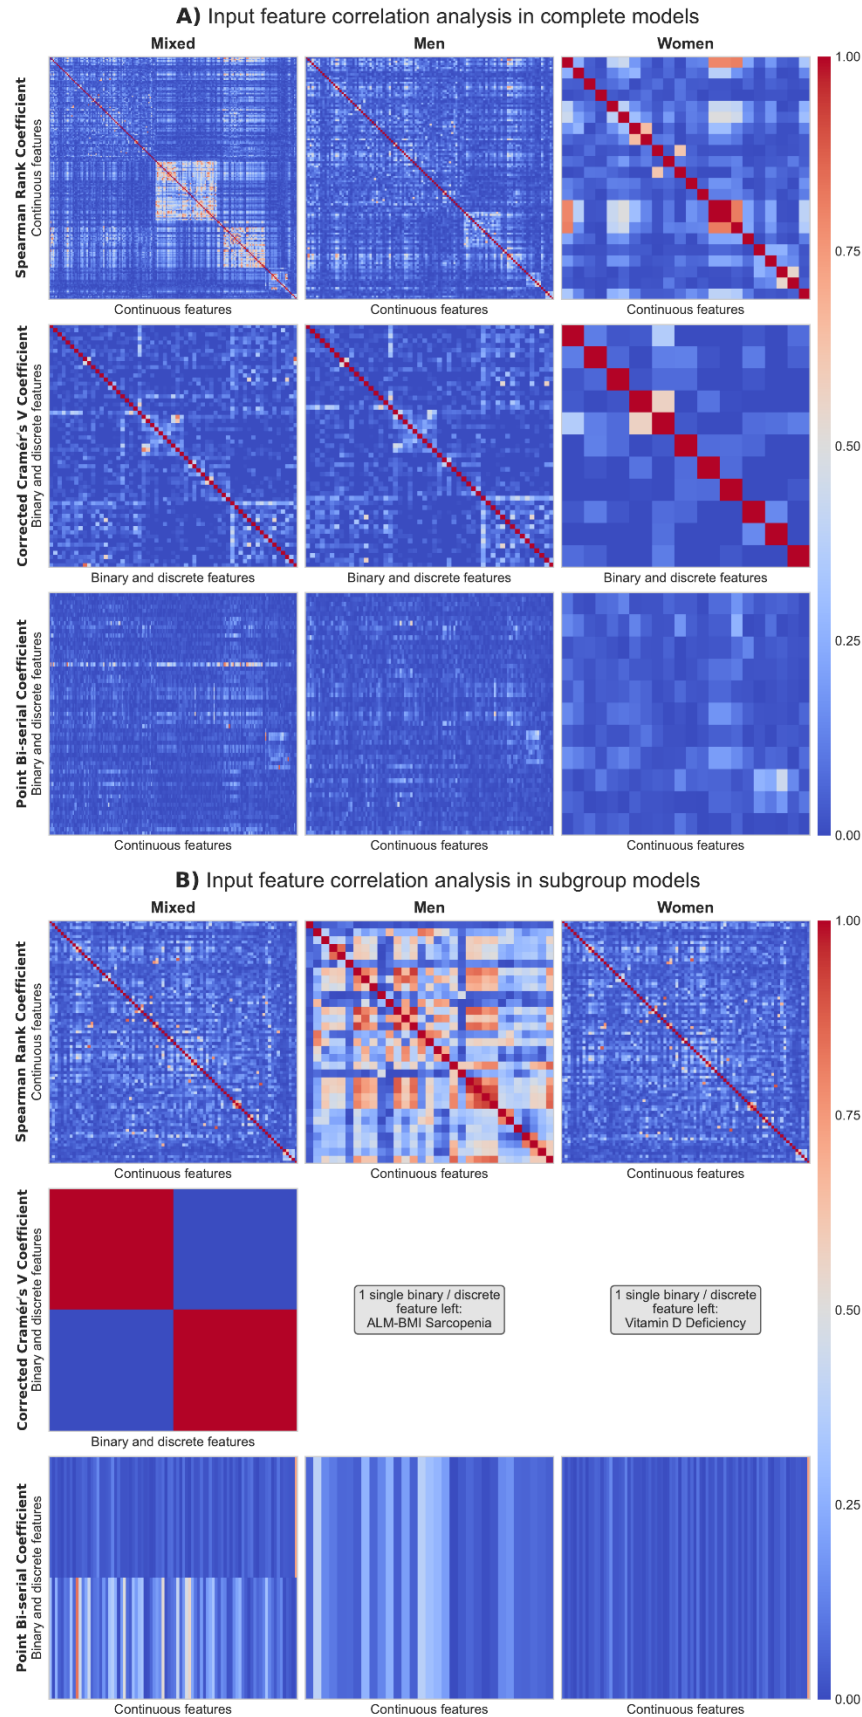 A) Input feature correlation analysis in complete models
Mixed
Men
Women
Spearman Rank Coefficient
Continuous features
Continuous features
Continuous features
Continuous features
Corrected Cramér's V Coefficient
Binary and discrete features
Binary and discrete features
Binary and discrete features
Binary and discrete features
Point Bi-serial Coefficient
Binary and discrete features
Continuous features
Continuous features
Continuous features
1.00
0.75
0.50
0.25
0.00
B) Input feature correlation analysis in subgroup models
Mixed
Men
Women
Spearman Rank Coefficient
Continuous features
Continuous features
Continuous features
Continuous features
Corrected Cramér's V Coefficient
Binary and discrete features
Binary and discrete features
1 single binary / discrete
feature left:
ALM-BMI Sarcopenia
1 single binary / discrete
feature left:
Vitamin D Deficiency
Point Bi-serial Coefficient
Binary and discrete features
Continuous features
Continuous features
Continuous features
1.00
0.75
0.50
0.25
0.00